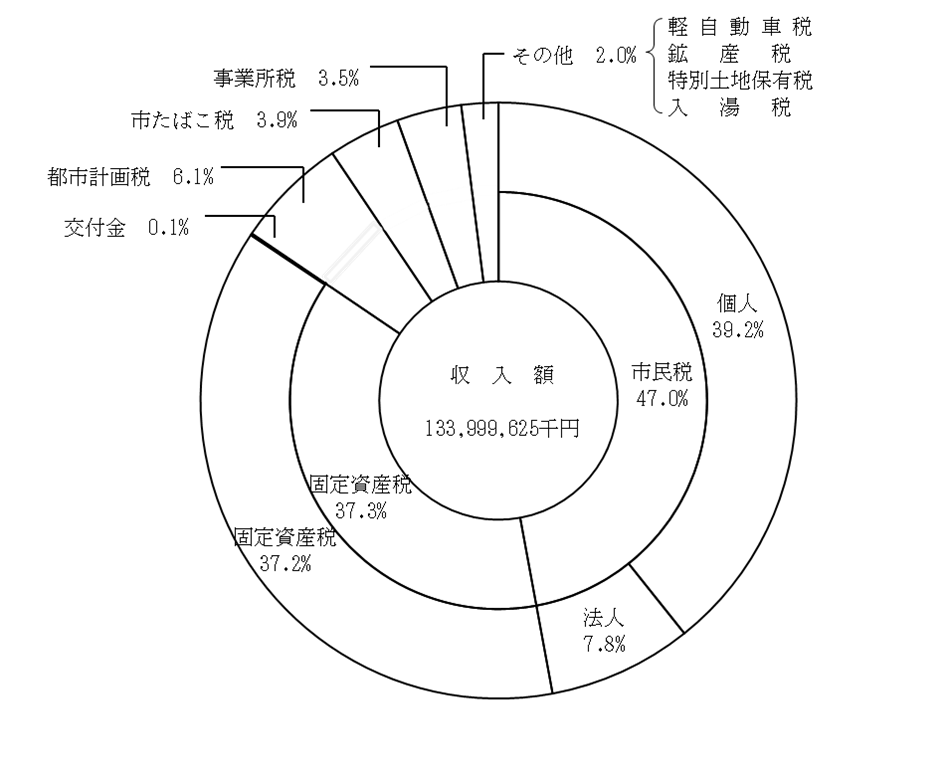 軽自動車税
その他 2.0%
鉱産税
特別土地保有税
入湯税
事業所税 3.5%
市たばこ税 3.9%
都市計画税 6.1%
交付金 0.1%
個人
39.2%
市民税
47.0%
収入額
133,999,625千円
固定資産税
37.3%
固定資産税
37.2%
法人
7.8%